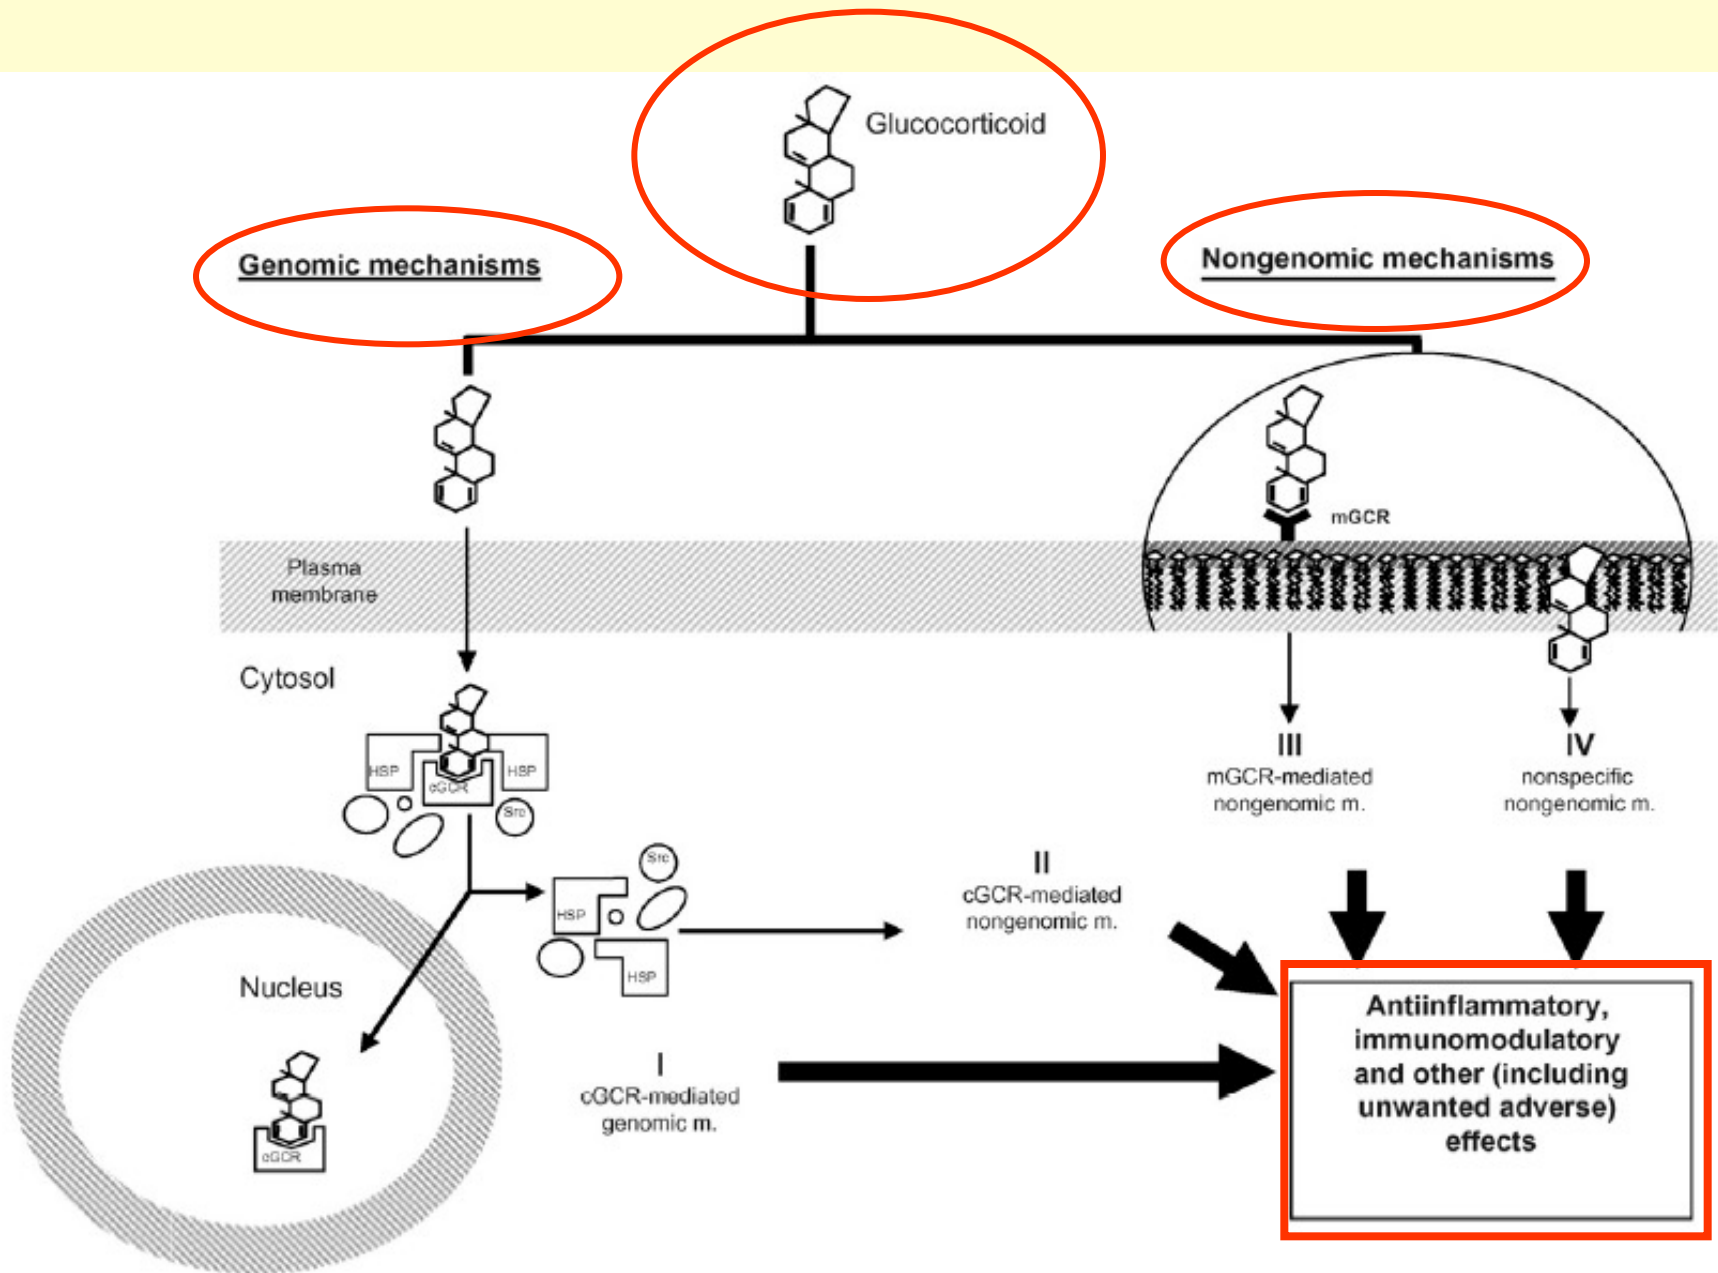 Glucocorticoid
Genomic mechanisms
Nongenomic mechanisms
mGCR
Plasma
membrane
Cytosol
HSP
HSP
cGCR
Src
III
mGCR-mediated
nongenomic m.
IV
nonspecific
nongenomic m.
Src
HSP
HSP
II
cGCR-mediated
nongenomic m.
Nucleus
cGCR
I
cGCR-mediated
genomic m.
Antiinflammatory,
immunomodulatory
and other (including
unwanted adverse)
effects